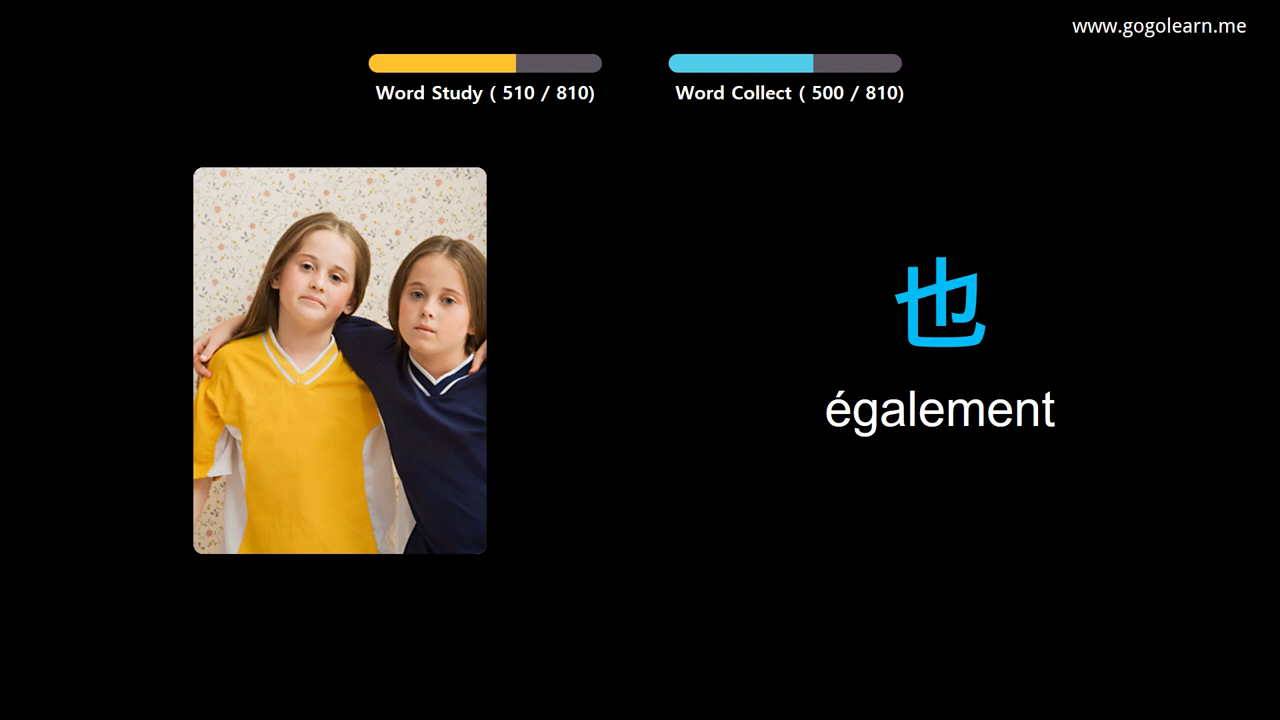 www.gogolearn.me
Word Study ( 510 / 810)
Word Collect ( 500 / 810)
也
également